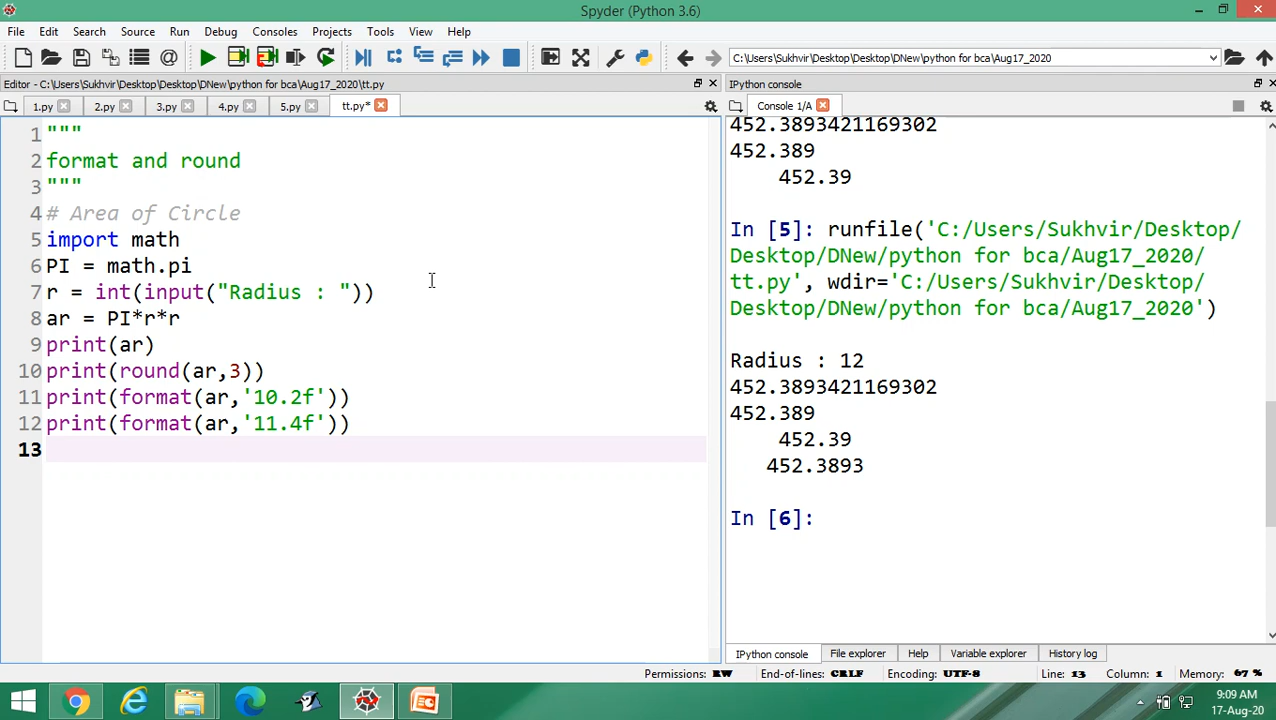 Spyder (Python 3.6)
File Edit Search Source Run Debug Consoles Projects Tools View Help
C:\Users\Sukhvir\Desktop\Desktop\DNew\python for bca\Aug17_2020
Editor - C:\Users\Sukhvir\Desktop\Desktop\DNew\python for bca\Aug17_2020\tt.py
1.py 2.py 3.py 4.py 5.py tt.py*
1 """
2 format and round
3 """
4 # Area of Circle
5 import math
6 PI = math.pi
7 r = int(input("Radius : "))
8 ar = PI*r*r
9 print(ar)
10 print(round(ar,3))
11 print(format(ar,'10.2f'))
12 print(format(ar,'11.4f'))
13
IPython console
Console 1/A
452.3893421169302
452.389
    452.39
In [5]: runfile('C:/Users/Sukhvir/Desktop/
Desktop/DNew/python for bca/Aug17_2020/
tt.py', wdir='C:/Users/Sukhvir/Desktop/
Desktop/DNew/python for bca/Aug17_2020')
Radius : 12
452.3893421169302
452.389
    452.39
   452.3893
In [6]:
IPython console File explorer Help Variable explorer History log
Permissions: RW End-of-lines: CRLF Encoding: UTF-8 Line: 13 Column: 1 Memory: 67 %
9:09 AM
17-Aug-20